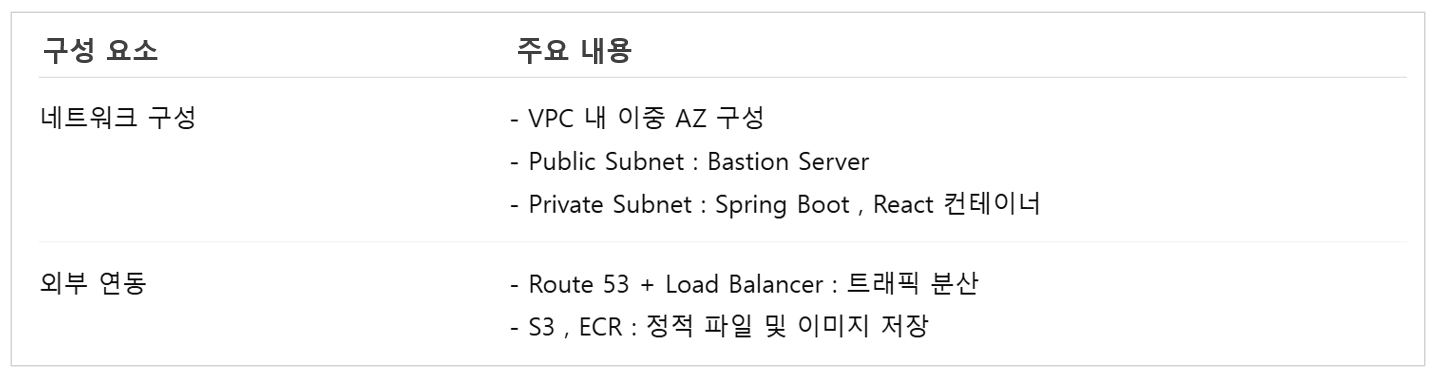 구성 요소 주요 내용
네트워크 구성 - VPC 내 이중 AZ 구성
- Public Subnet : Bastion Server
- Private Subnet : Spring Boot , React 컨테이너
외부 연동 - Route 53 + Load Balancer : 트래픽 분산
- S3 , ECR : 정적 파일 및 이미지 저장